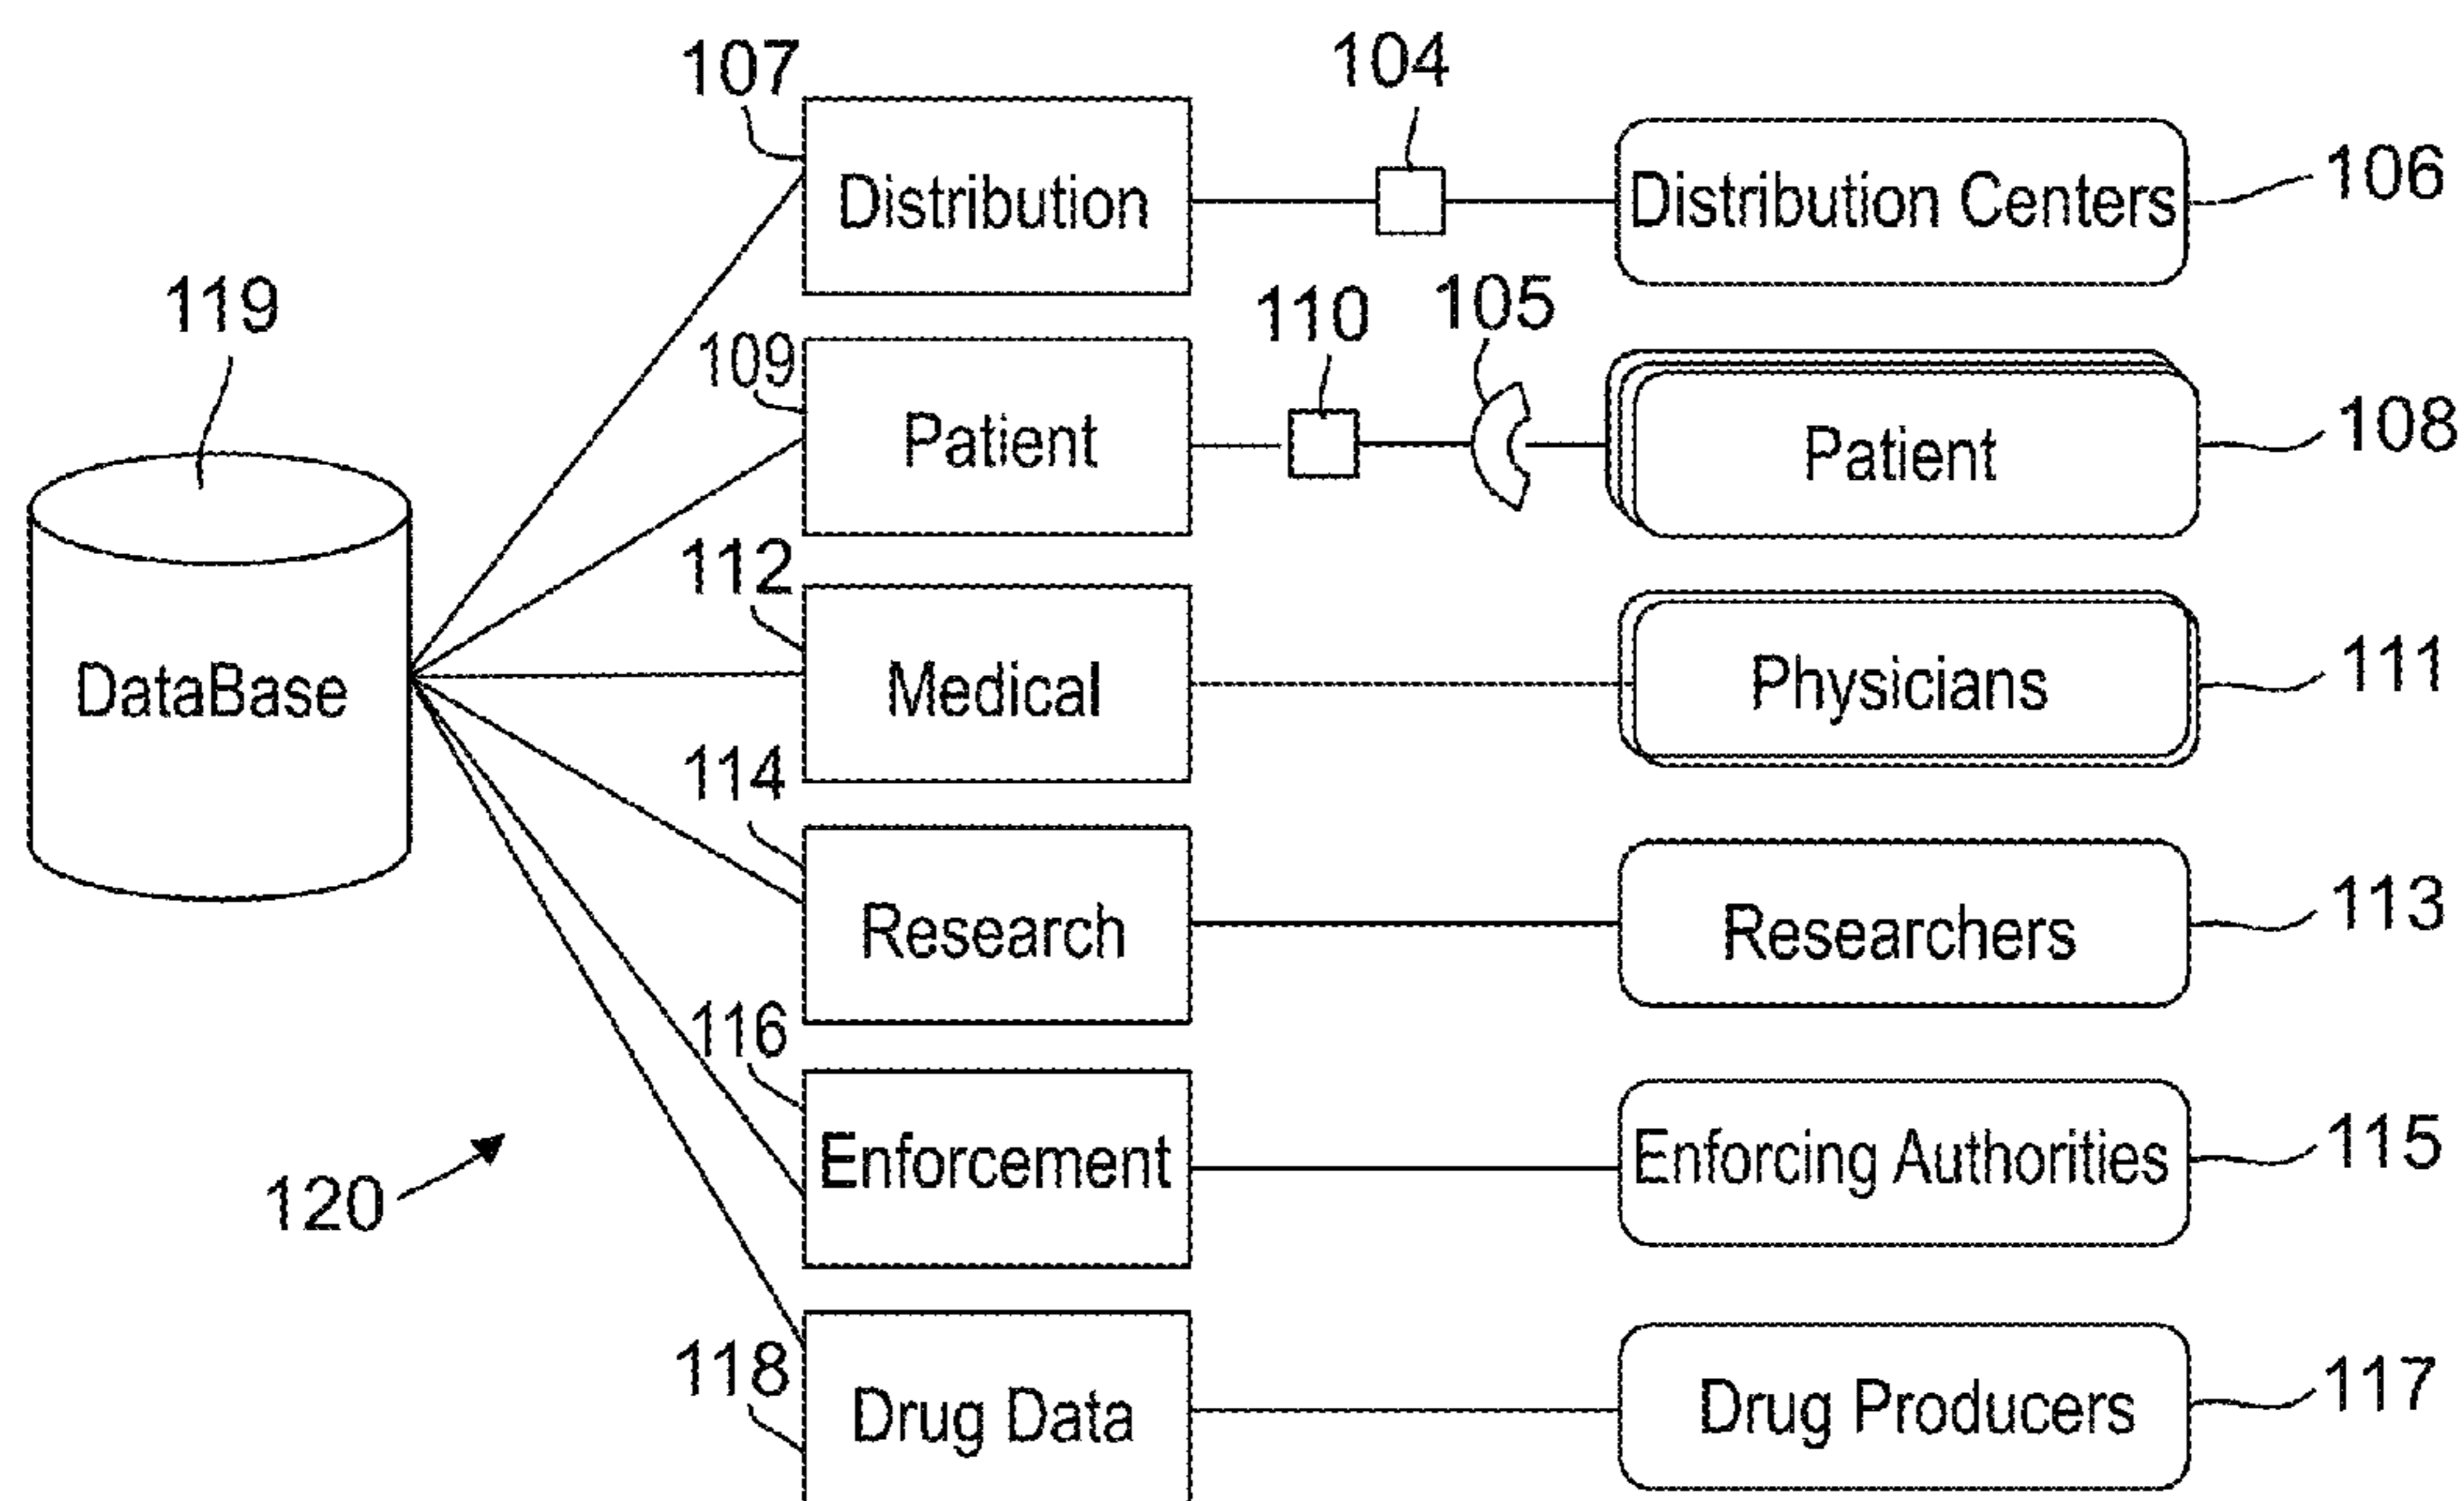 107
104
Distribution
Distribution Centers
106
119
109
110
105
Patient
Patient
108
DataBase
112
Medical
Physicians
111
114
Research
Researchers
113
116
Enforcement
Enforcing Authorities
115
120
118
Drug Data
Drug Producers
117